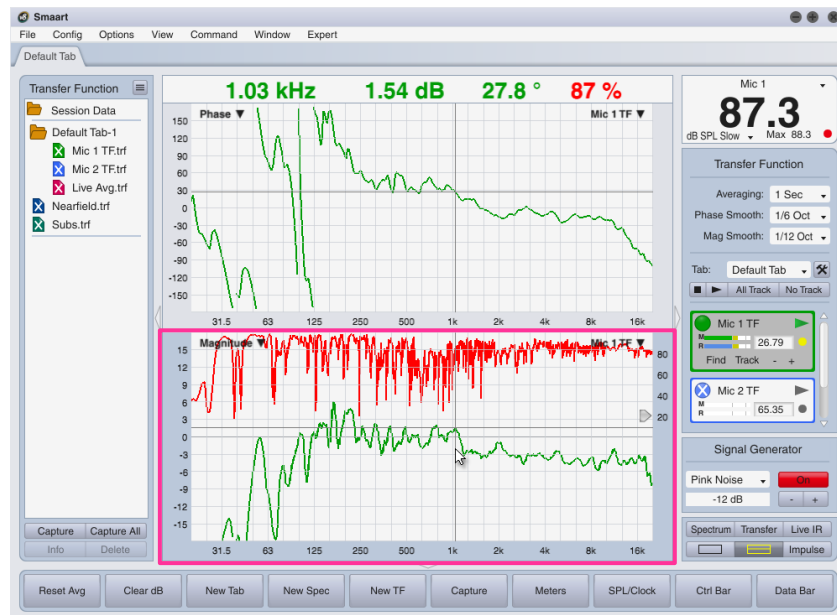 Smaart
File Config Options View Command Window Expert
Default Tab
Transfer Function
Session Data
Default Tab-1
Mic 1 TF.trf
Mic 2 TF.trf
Live Avg.trf
Nearfield.trf
Subs.trf
Capture Capture All
Info Delete
1.03 kHz 1.54 dB 27.8 ° 87 %
Phase ▼ Mic 1 TF ▼
150
120
90
60
30
0
-30
-60
-90
-120
-150
31.5 63 125 250 500 1k 2k 4k 8k 16k
Magnitude ▼ Mic 1 TF ▼
15 80
12
9 60
6 40
3 20
0
-3
-6
-9
-12
-15
31.5 63 125 250 500 1k 2k 4k 8k 16k
Mic 1
87.3
dB SPL Slow Max 88.3
Transfer Function
Averaging: 1 Sec
Phase Smooth: 1/6 Oct
Mag Smooth: 1/12 Oct
Tab: Default Tab
All Track No Track
Mic 1 TF
M
R 26.79
Find Track - +
Mic 2 TF
M
R 65.35
Signal Generator
Pink Noise On
-12 dB - +
Spectrum Transfer Live IR
Impulse
Reset Avg Clear dB New Tab New Spec New TF Capture Meters SPL/Clock Ctrl Bar Data Bar